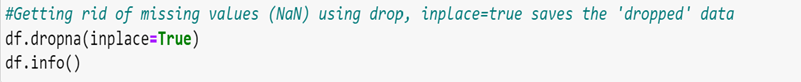 #Getting rid of missing values (NaN) using drop, inplace=true saves the 'dropped' data
df.dropna(inplace=True)
df.info()